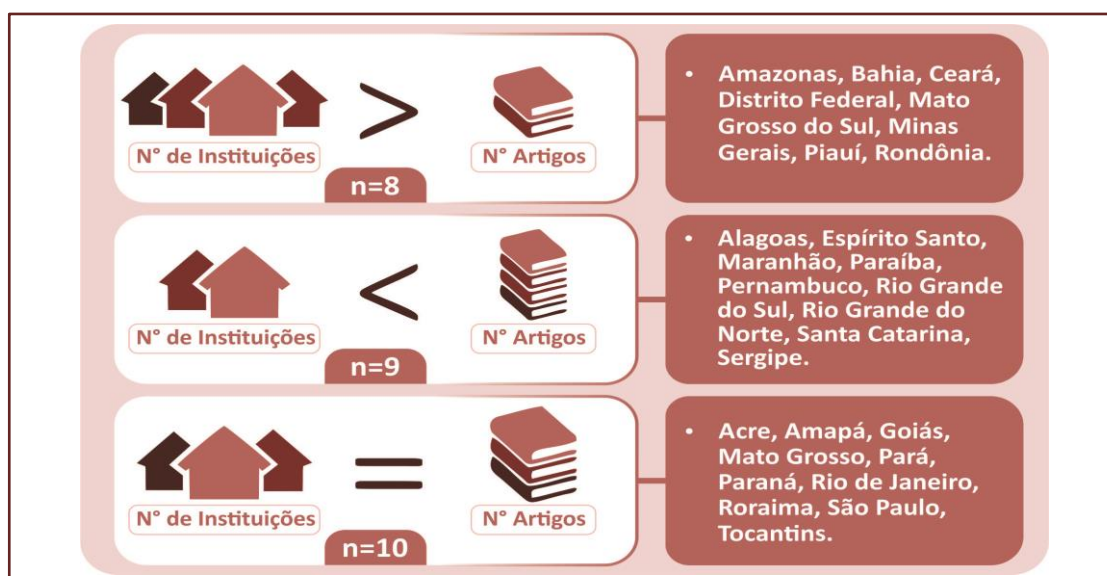 N° de Instituições
>
N° Artigos
n=8
• Amazonas, Bahia, Ceará,
Distrito Federal, Mato
Grosso do Sul, Minas
Gerais, Piauí, Rondônia.
N° de Instituições
<
N° Artigos
n=9
• Alagoas, Espírito Santo,
Maranhão, Paraíba,
Pernambuco, Rio Grande
do Sul, Rio Grande do
Norte, Santa Catarina,
Sergipe.
N° de Instituições
=
N° Artigos
n=10
• Acre, Amapá, Goiás,
Mato Grosso, Pará,
Paraná, Rio de Janeiro,
Roraima, São Paulo,
Tocantins.